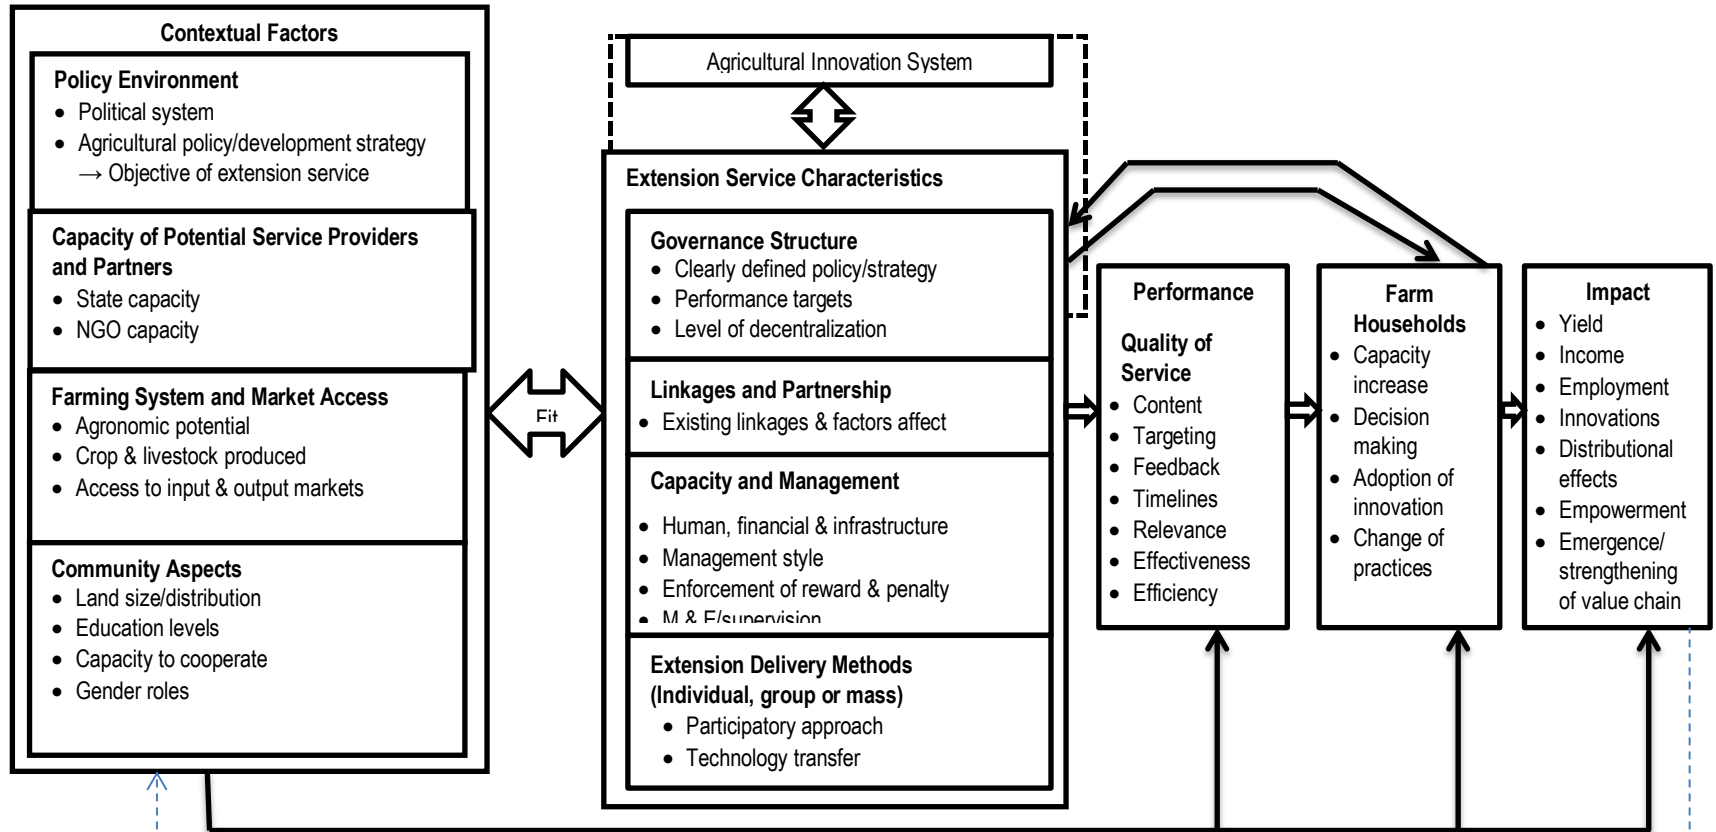 Contextual Factors
Policy Environment
• Political system
• Agricultural policy/development strategy
→ Objective of extension service
Capacity of Potential Service Providers
and Partners
• State capacity
• NGO capacity
Farming System and Market Access
• Agronomic potential
• Crop & livestock produced
• Access to input & output markets
Community Aspects
• Land size/distribution
• Education levels
• Capacity to cooperate
• Gender roles
Fit
Agricultural Innovation System
Extension Service Characteristics
Governance Structure
• Clearly defined policy/strategy
• Performance targets
• Level of decentralization
Linkages and Partnership
• Existing linkages & factors affect
Capacity and Management
• Human, financial & infrastructure
• Management style
• Enforcement of reward & penalty
• M & E/supervision
Extension Delivery Methods
(Individual, group or mass)
• Participatory approach
• Technology transfer
Performance
Quality of
Service
• Content
• Targeting
• Feedback
• Timelines
• Relevance
• Effectiveness
• Efficiency
Farm
Households
• Capacity
increase
• Decision
making
• Adoption of
innovation
• Change of
practices
Impact
• Yield
• Income
• Employment
• Innovations
• Distributional
effects
• Empowerment
• Emergence/
strengthening
of value chain